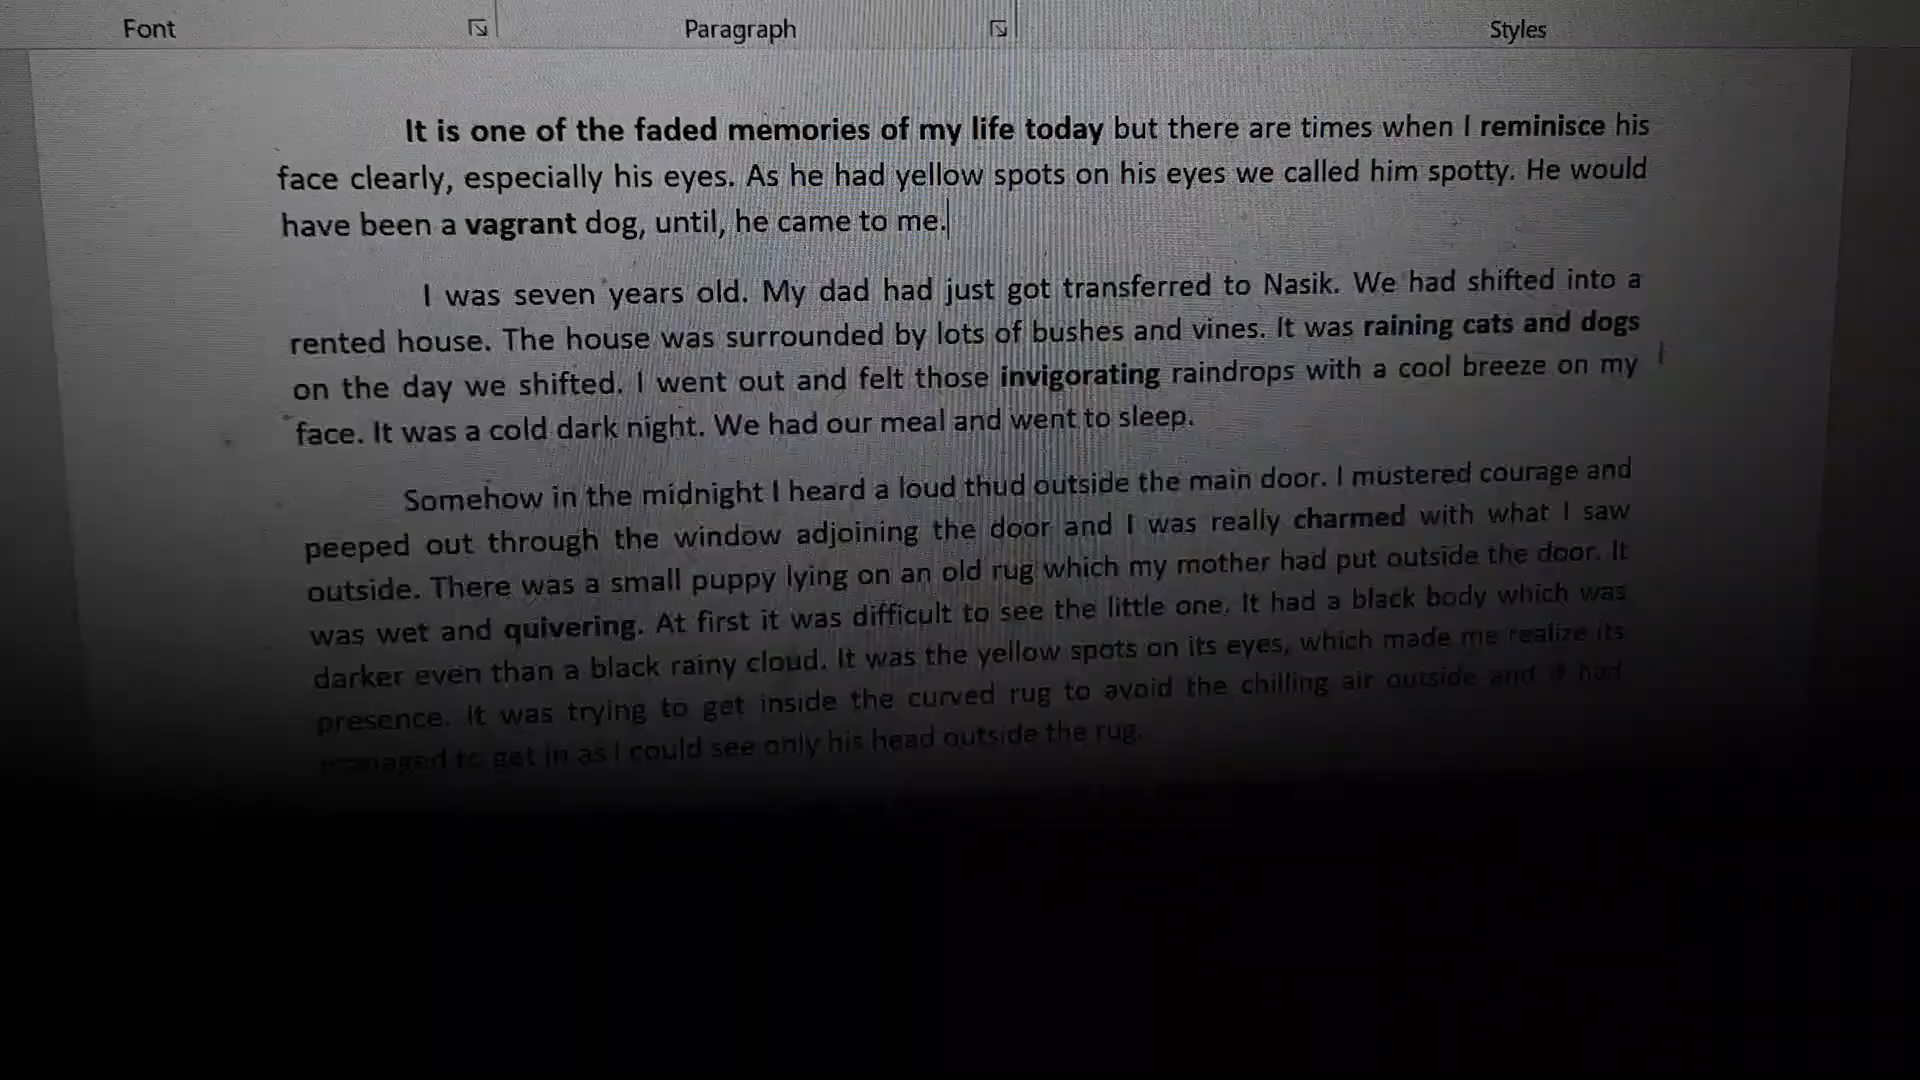 Font Paragraph Styles
It is one of the faded memories of my life today but there are times when I reminisce his
face clearly, especially his eyes. As he had yellow spots on his eyes we called him spotty. He would
have been a vagrant dog, until, he came to me.
I was seven years old. My dad had just got transferred to Nasik. We had shifted into a
rented house. The house was surrounded by lots of bushes and vines. It was raining cats and dogs
on the day we shifted. I went out and felt those invigorating raindrops with a cool breeze on my
face. It was a cold dark night. We had our meal and went to sleep.
Somehow in the midnight I heard a loud thud outside the main door. I mustered courage and
peeped out through the window adjoining the door and I was really charmed with what I saw
outside. There was a small puppy lying on an old rug which my mother had put outside the door. It
was wet and quivering. At first it was difficult to see the little one. It had a black body which was
darker even than a black rainy cloud. It was the yellow spots on its eyes, which made me realize its
presence. It was trying to get inside the curved rug to avoid the chilling air outside and it had
managed to get in as I could see only his head outside the rug.